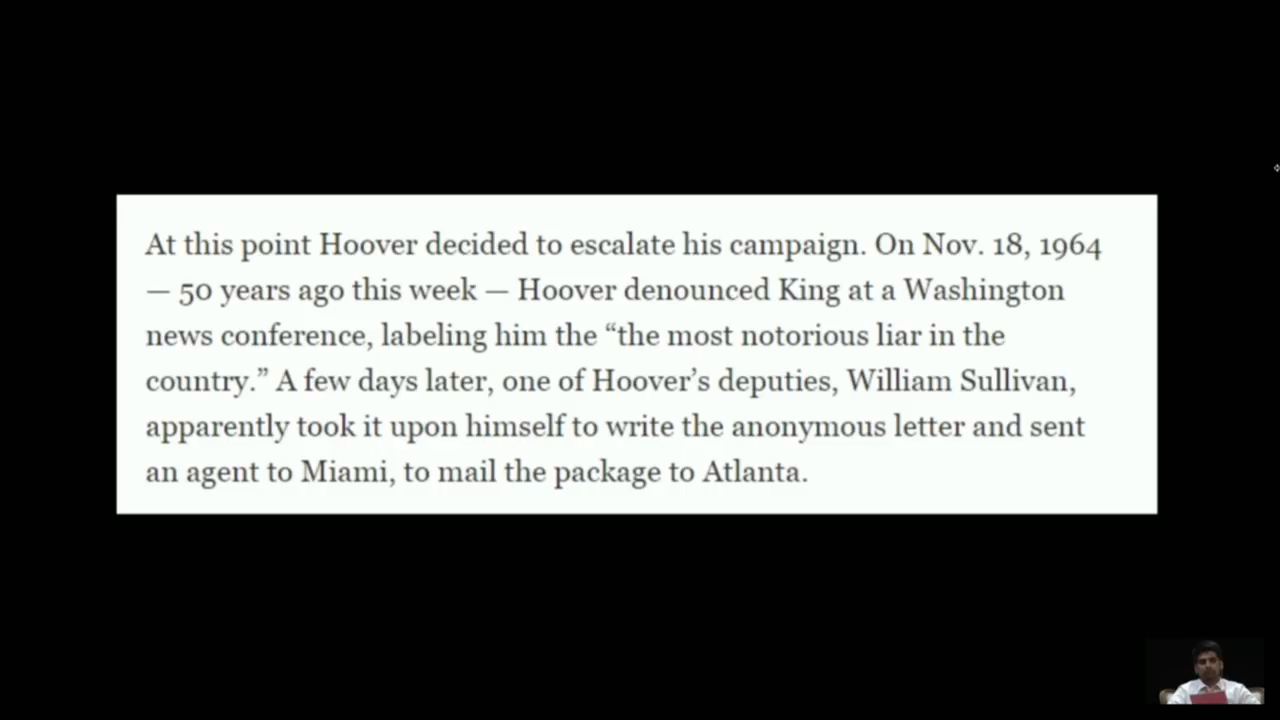 At this point Hoover decided to escalate his campaign. On Nov. 18, 1964
— 50 years ago this week — Hoover denounced King at a Washington
news conference, labeling him the “the most notorious liar in the
country.” A few days later, one of Hoover’s deputies, William Sullivan,
apparently took it upon himself to write the anonymous letter and sent
an agent to Miami, to mail the package to Atlanta.